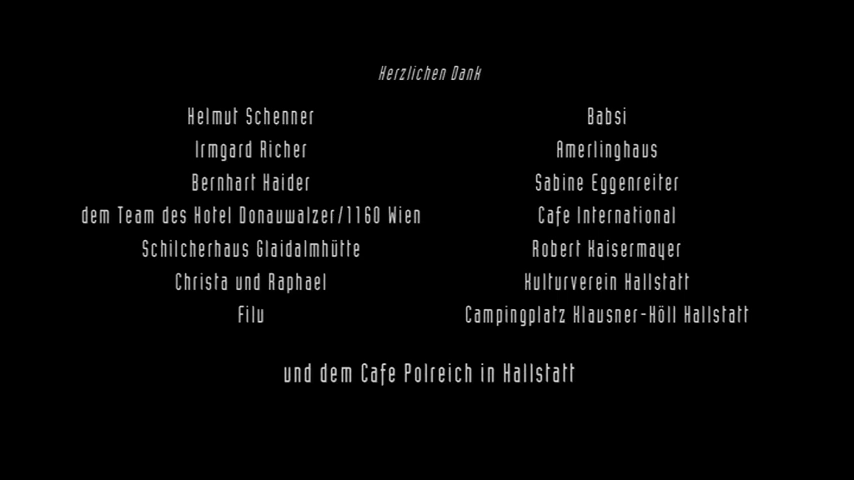 Herzlichen Dank
Helmut Schenner
Irmgard Richer
Bernhart Haider
dem Team des Hotel Donauwalzer/1160 Wien
Schilcherhaus Glaidalmhütte
Christa und Raphael
Filu
Babsi
Amerlinghaus
Sabine Eggenreiter
Cafe International
Robert Kaisermayer
Kulturverein Hallstatt
Campingplatz Klausner-Höll Hallstatt
und dem Cafe Polreich in Hallstatt